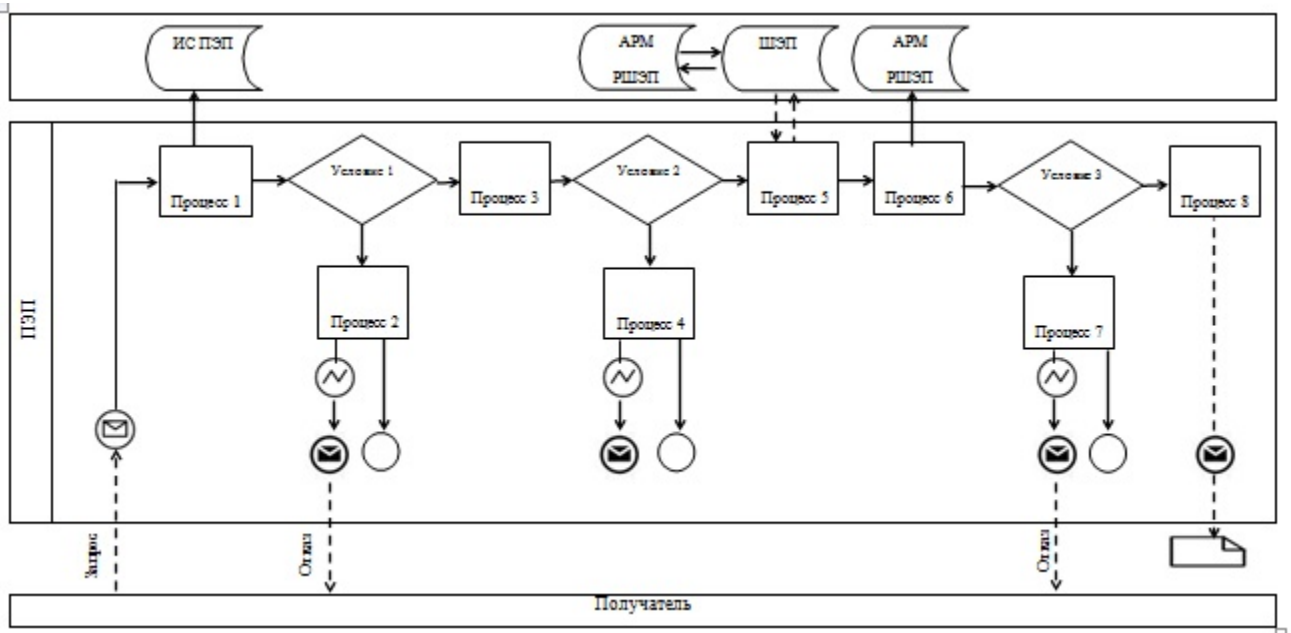 ИС ПЭП
АРМ
РШЭП
ШЭП
АРМ
РШЭП
Процесс 1
Условие 1
Процесс 3
Условие 2
Процесс 5
Процесс 6
Условие 3
Процесс 8
ПЭП
Процесс 2
Процесс 4
Процесс 7
Запрос
Отказ
Отказ
Получатель